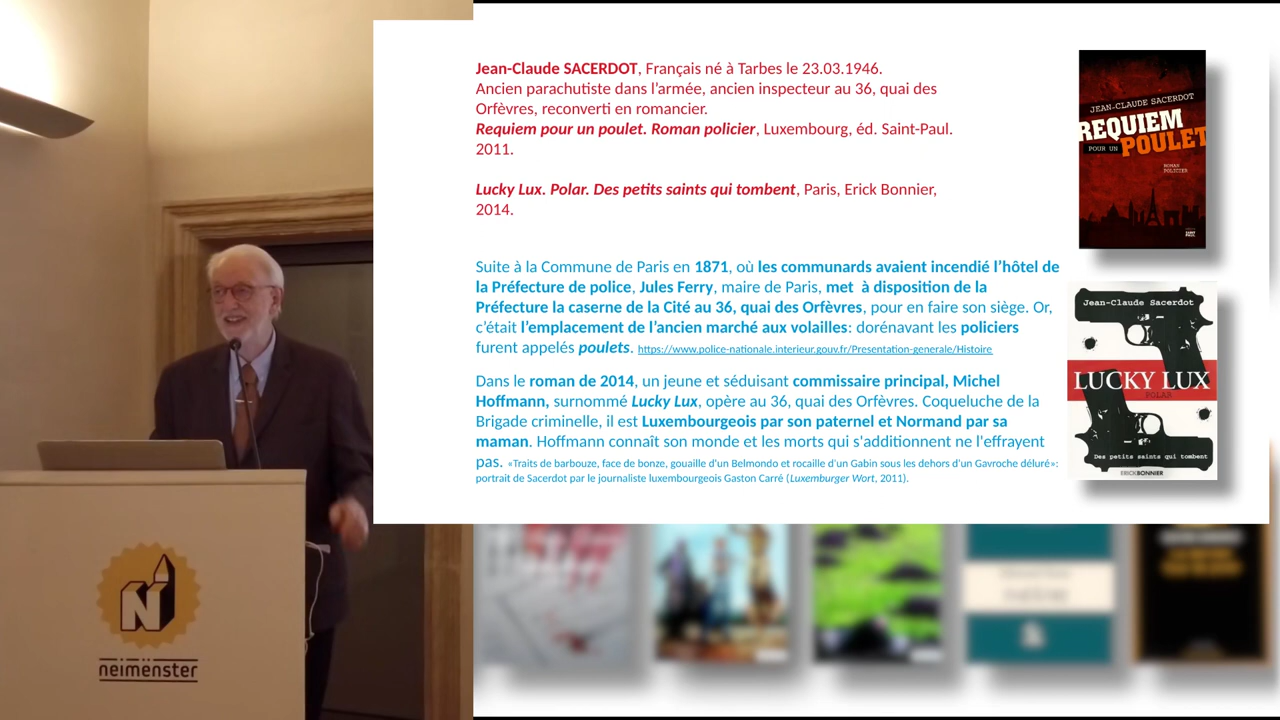 Jean-Claude SACERDOT, Français né à Tarbes le 23.03.1946.
Ancien parachutiste dans l'armée, ancien inspecteur au 36, quai des
Orfèvres, reconverti en romancier.
Requiem pour un poulet. Roman policier, Luxembourg, éd. Saint-Paul.
2011.
Lucky Lux. Polar. Des petits saints qui tombent, Paris, Erick Bonnier,
2014.
Suite à la Commune de Paris en 1871, où les communards avaient incendié l'hôtel de
la Préfecture de police, Jules Ferry, maire de Paris, met à disposition de la
Préfecture la caserne de la Cité au 36, quai des Orfèvres, pour en faire son siège. Or,
c'était l'emplacement de l'ancien marché aux volailles: dorénavant les policiers
furent appelés poulets. https://www.police-nationale.interieur.gouv.fr/Presentation-generale/Histoire
Dans le roman de 2014, un jeune et séduisant commissaire principal, Michel
Hoffmann, surnommé Lucky Lux, opère au 36, quai des Orfèvres. Coqueluche de la
Brigade criminelle, il est Luxembourgeois par son paternel et Normand par sa
maman. Hoffmann connaît son monde et les morts qui s'additionnent ne l'effrayent
pas. «Traits de barbouze, face de bonze, gouaille d'un Belmondo et rocaille d'un Gabin sous les dehors d'un Gavroche déluré»:
portrait de Sacerdot par le journaliste luxembourgeois Gaston Carré (Luxemburger Wort, 2011).
JEAN-CLAUDE SACERDOT
REQUIEM
POUR UN POULET
ROMAN
POLICIER
SAINT
PAUL
Jean-Claude Sacerdot
LUCKY LUX
POLAR
Des petits saints qui tombent
ERICKBONNIER
N
neimënster